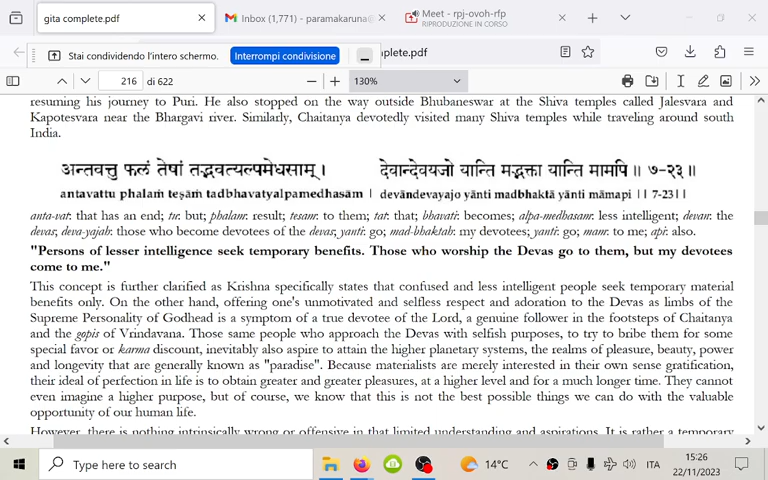 gita complete.pdf
Inbox (1,771) - paramakaruna@
Meet - rpj-ovoh-rfp
RIPRODUZIONE IN CORSO
Stai condividendo l'intero schermo.
Interrompi condivisione
plete.pdf
216 di 622
130%
resuming his journey to Puri. He also stopped on the way outside Bhubaneswar at the Shiva temples called Jalesvara and
Kapotesvara near the Bhargavi river. Similarly, Chaitanya devotedly visited many Shiva temples while traveling around south
India.
अन्तवत्तु फलं तेषां तद्भवत्यल्पमेधसाम् । देवान्देवयजो यान्ति मद्भक्ता यान्ति मामपि ॥ ७-२३ ॥
antavattu phalaṁ teṣāṁ tadbhavatyalpamedhasām | devāndevayajo yānti madbhaktā yānti māmapi || 7-23||
anta-vat: that has an end; tu: but; phalam: result; tesam: to them; tat: that; bhavati: becomes; alpa-medhasam: less intelligent; devan: the
devas; deva-yajah: those who become devotees of the devas; yanti: go; mad-bhaktah: my devotees; yanti: go; mam: to me; api: also.
"Persons of lesser intelligence seek temporary benefits. Those who worship the Devas go to them, but my devotees
come to me."
This concept is further clarified as Krishna specifically states that confused and less intelligent people seek temporary material
benefits only. On the other hand, offering one's unmotivated and selfless respect and adoration to the Devas as limbs of the
Supreme Personality of Godhead is a symptom of a true devotee of the Lord, a genuine follower in the footsteps of Chaitanya
and the gopis of Vrindavana. Those same people who approach the Devas with selfish purposes, to try to bribe them for some
special favor or karma discount, inevitably also aspire to attain the higher planetary systems, the realms of pleasure, beauty, power
and longevity that are generally known as "paradise". Because materialists are merely interested in their own sense gratification,
their ideal of perfection in life is to obtain greater and greater pleasures, at a higher level and for a much longer time. They cannot
even imagine a higher purpose, but of course, we know that this is not the best possible things we can do with the valuable
opportunity of our human life.
However, there is nothing intrinsically wrong or offensive in that limited understanding and aspirations. It is rather a temporary
Type here to search
14°C
ITA
15:26
22/11/2023